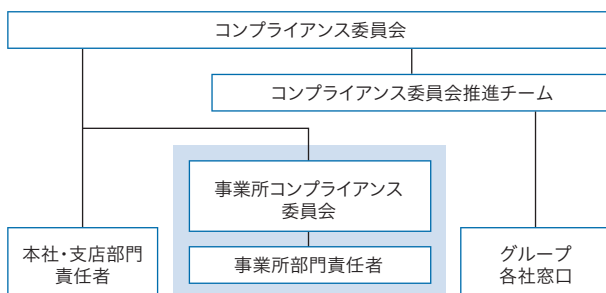 コンプライアンス委員会
コンプライアンス委員会推進チーム
事業所コンプライアンス
委員会
本社・支店部門
責任者
事業所部門責任者
グループ
各社窓口